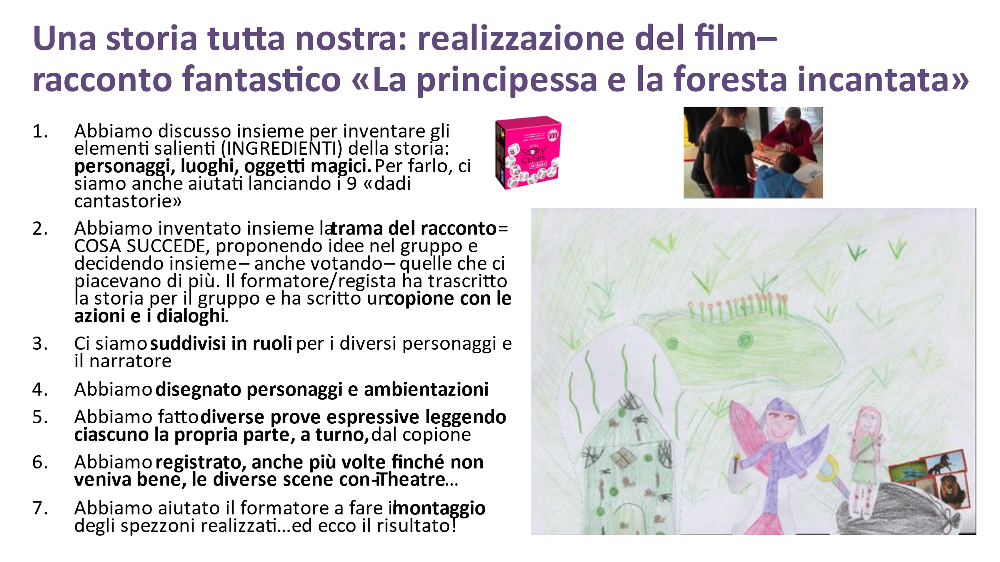 Una storia tutta nostra: realizzazione del film–
racconto fantastico «La principessa e la foresta incantata»
1. Abbiamo discusso insieme per inventare gli
elementi salienti (INGREDIENTI) della storia:
personaggi, luoghi, oggetti magici. Per farlo, ci
siamo anche aiutati lanciando i 9 «dadi
cantastorie»
Story
Cubes
fantasia
2. Abbiamo inventato insieme la trama del racconto =
COSA SUCCEDE, proponendo idee nel gruppo e
decidendo insieme – anche votando – quelle che ci
piacevano di più. Il formatore/regista ha trascritto
la storia per il gruppo e ha scritto un copione con le
azioni e i dialoghi.
3. Ci siamo suddivisi in ruoli per i diversi personaggi e
il narratore
4. Abbiamo disegnato personaggi e ambientazioni
5. Abbiamo fatto diverse prove espressive leggendo
ciascuno la propria parte, a turno, dal copione
6. Abbiamo registrato, anche più volte finché non
veniva bene, le diverse scene con i-Theatre…
7. Abbiamo aiutato il formatore a fare il montaggio
degli spezzoni realizzati…ed ecco il risultato!